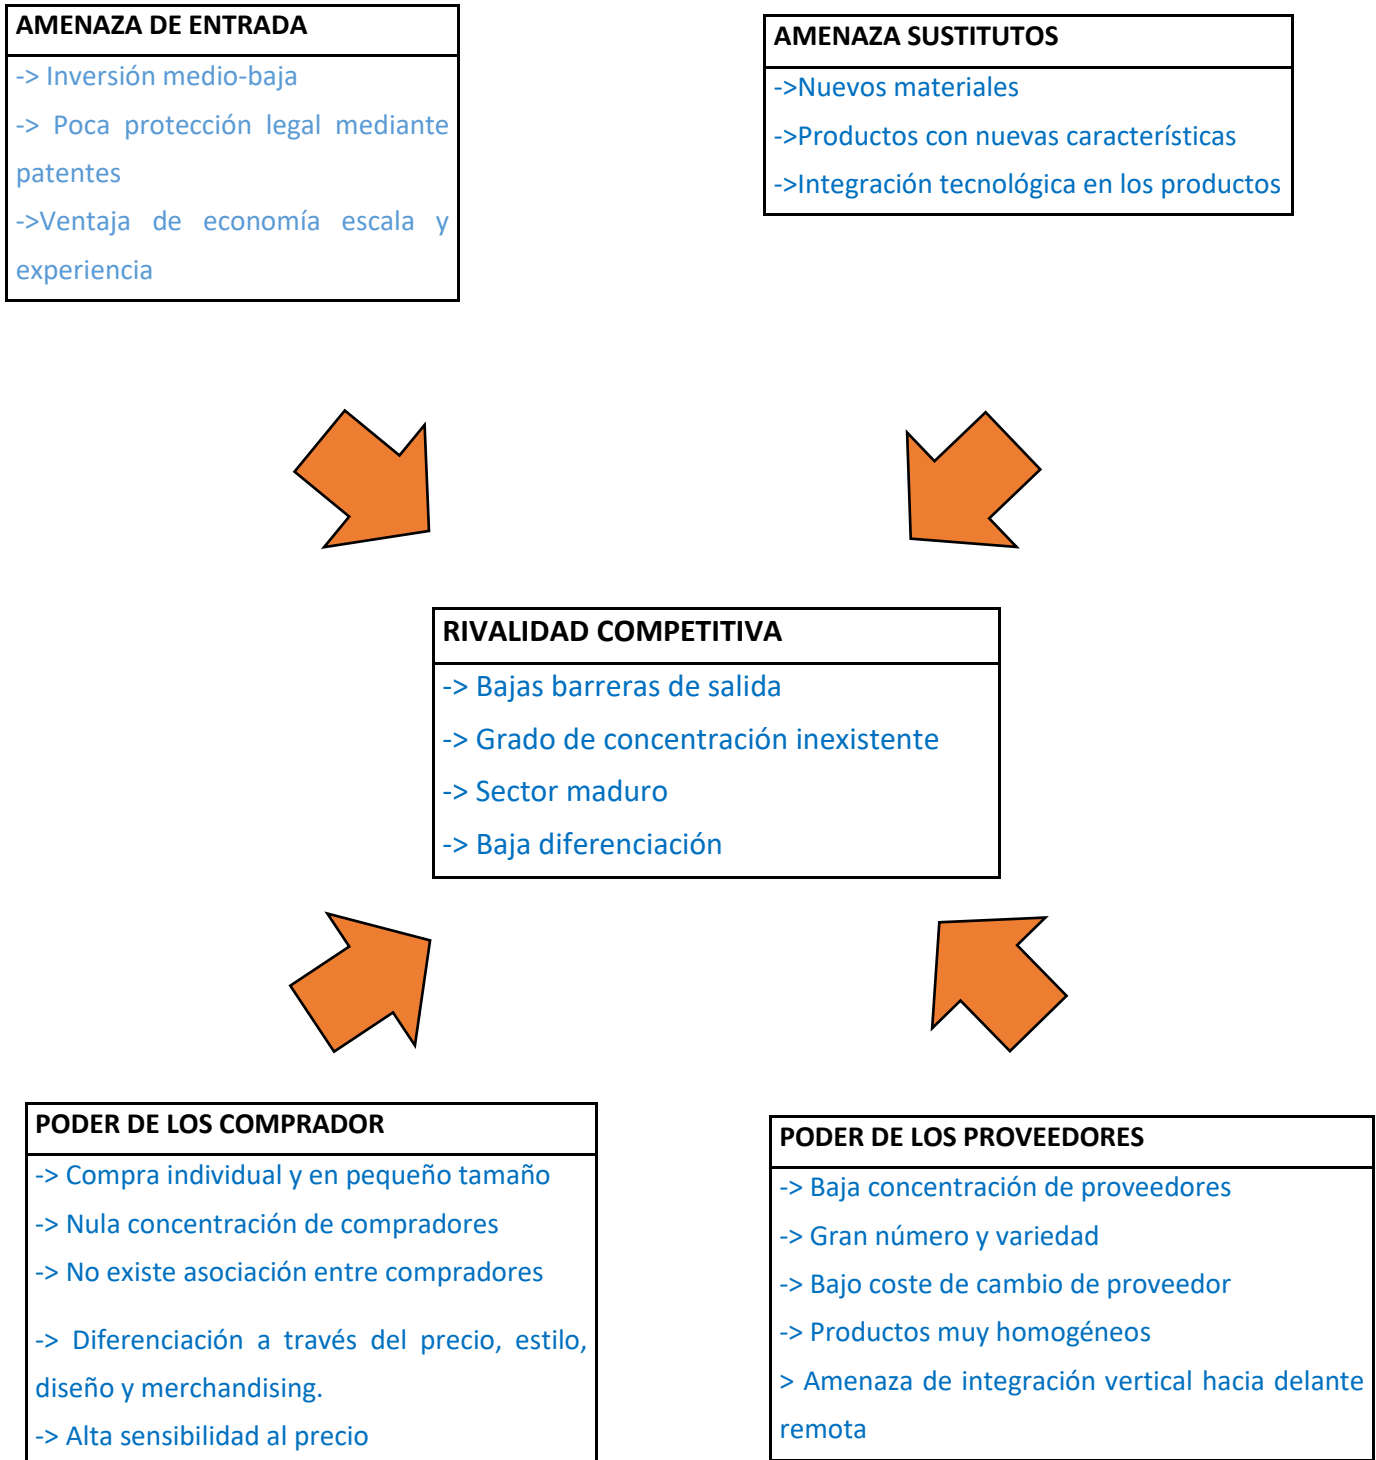 AMENAZA DE ENTRADA
-> Inversión medio-baja
-> Poca protección legal mediante
patentes
->Ventaja de economía escala y
experiencia
AMENAZA SUSTITUTOS
->Nuevos materiales
->Productos con nuevas características
->Integración tecnológica en los productos
RIVALIDAD COMPETITIVA
-> Bajas barreras de salida
-> Grado de concentración inexistente
-> Sector maduro
-> Baja diferenciación
PODER DE LOS COMPRADOR
-> Compra individual y en pequeño tamaño
-> Nula concentración de compradores
-> No existe asociación entre compradores
-> Diferenciación a través del precio, estilo,
diseño y merchandising.
-> Alta sensibilidad al precio
PODER DE LOS PROVEEDORES
-> Baja concentración de proveedores
-> Gran número y variedad
-> Bajo coste de cambio de proveedor
-> Productos muy homogéneos
> Amenaza de integración vertical hacia delante
remota